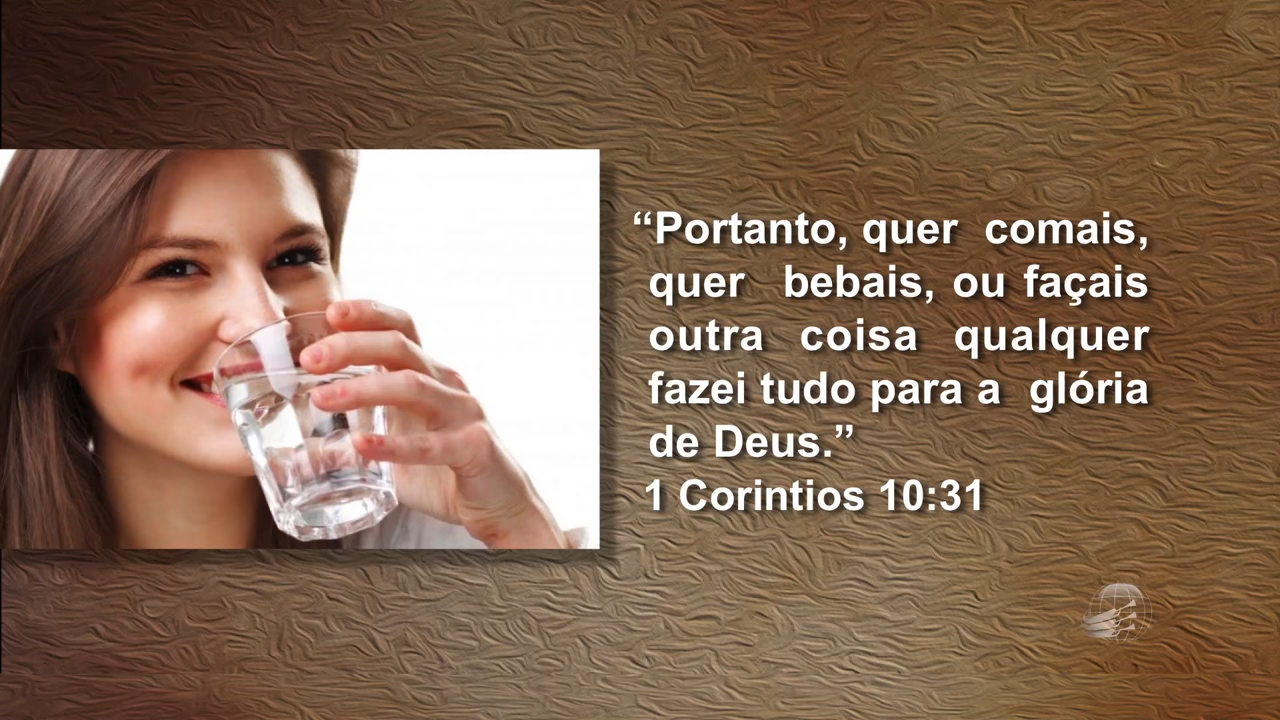 “Portanto, quer comais,
quer bebais, ou façais
outra coisa qualquer
fazei tudo para a glória
de Deus.”
1 Corintios 10:31